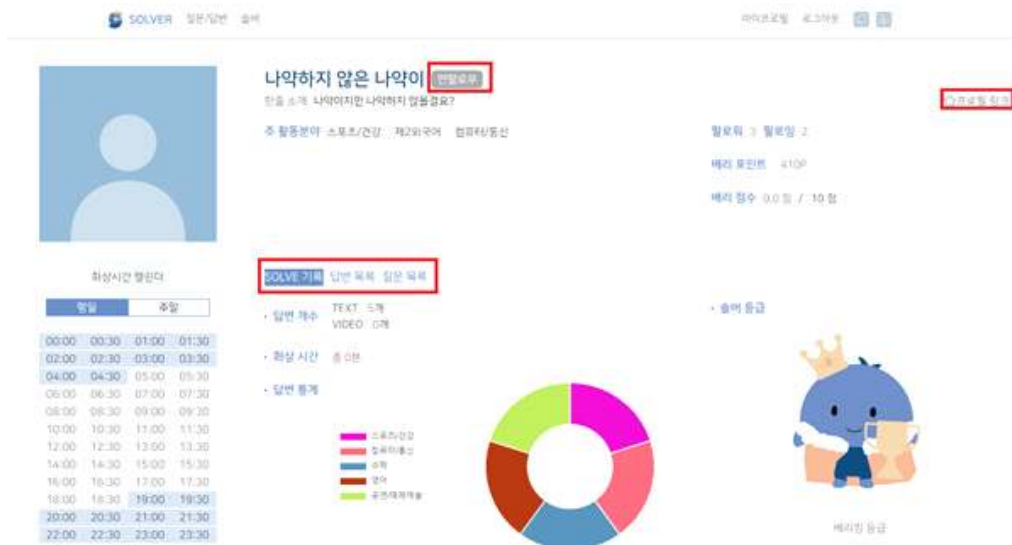 SOLVER 질문/답변 솔버
마이프로필 로그아웃
나약하지 않은 나약이 언팔로우
한줄 소개 나약이지만 나약하지 않을걸요?
프로필 링크
주 활동분야 스포츠/건강 제2외국어 컴퓨터/통신
팔로워 3 팔로잉 2
베리 포인트 410P
베리 점수 0.0 점 / 10 점
화상시간 캘린더
평일 주말
00:00 00:30 01:00 01:30
02:00 02:30 03:00 03:30
04:00 04:30 05:00 05:30
06:00 06:30 07:00 07:30
08:00 08:30 09:00 09:30
10:00 10:30 11:00 11:30
12:00 12:30 13:00 13:30
14:00 14:30 15:00 15:30
16:00 16:30 17:00 17:30
18:00 18:30 19:00 19:30
20:00 20:30 21:00 21:30
22:00 22:30 23:00 23:30
SOLVE 기록 답변 목록 질문 목록
• 답변 개수 TEXT 5개
VIDEO 0개
• 화상 시간 총 0분
• 답변 통계
스포츠/건강
컴퓨터/통신
수학
영어
• 솔버 등급
베리킹 등급